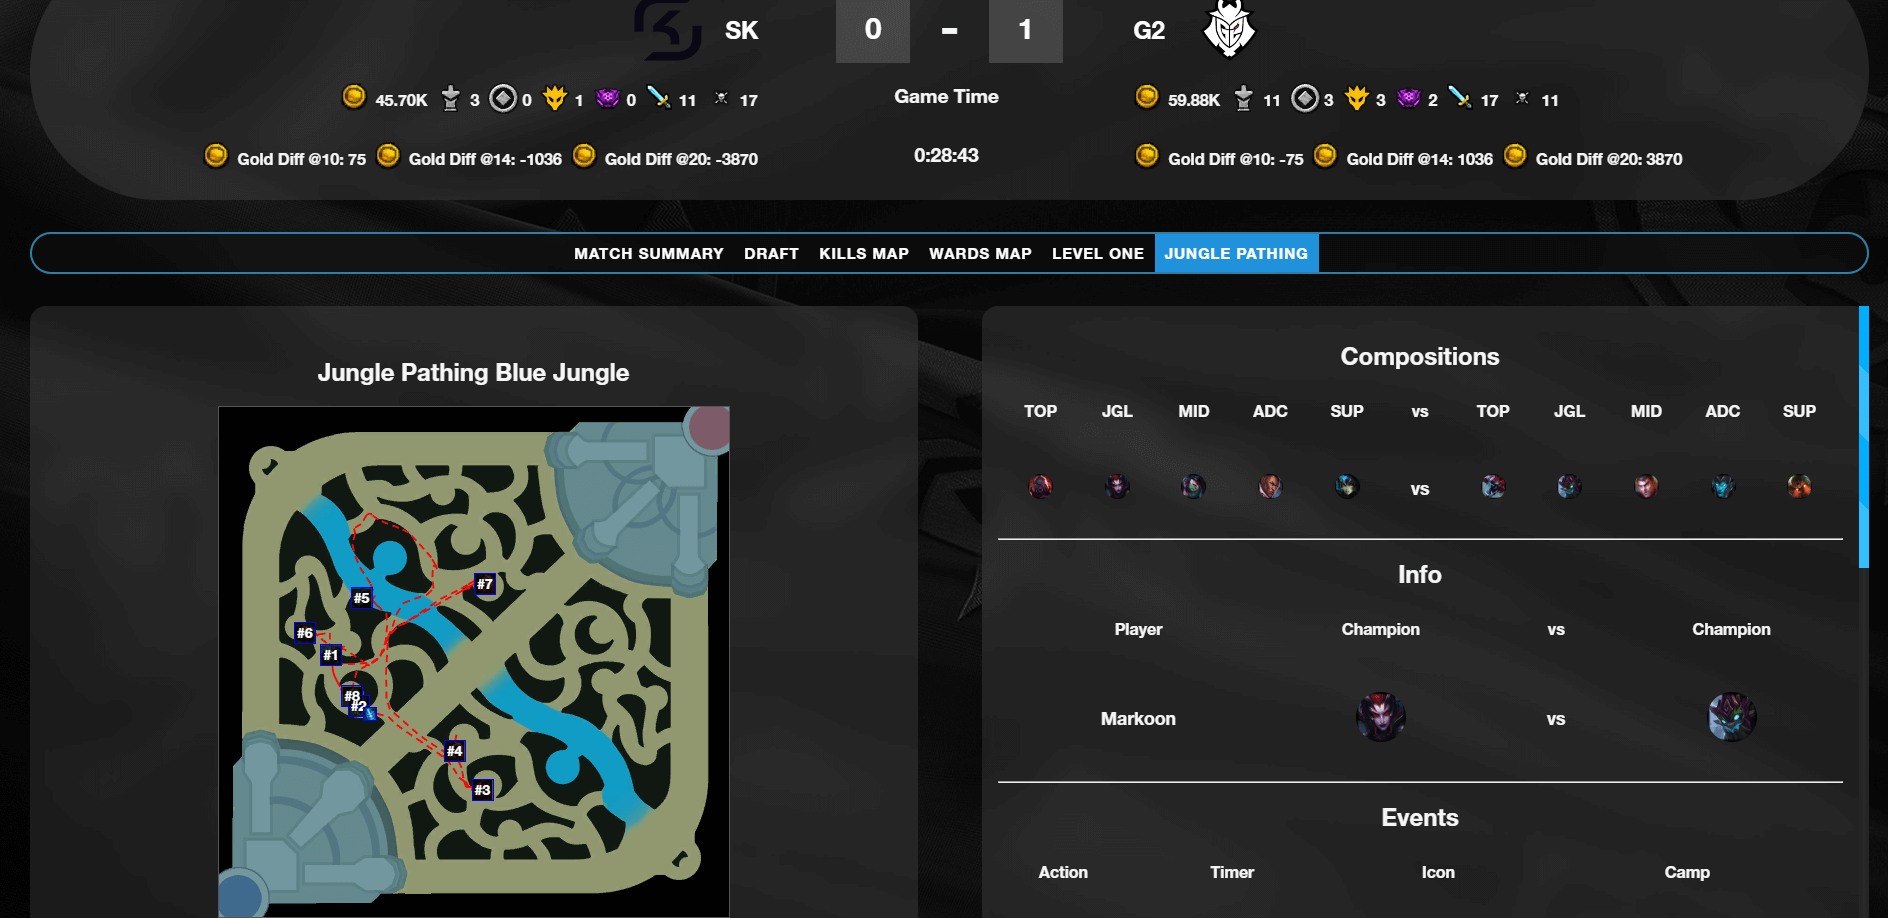 SK 0 - 1 G2
45.70K 3 0 1 0 11 17 Game Time 59.88K 11 3 3 2 17 11
Gold Diff @10: 75 Gold Diff @14: -1036 Gold Diff @20: -3870 0:28:43 Gold Diff @10: -75 Gold Diff @14: 1036 Gold Diff @20: 3870
MATCH SUMMARY DRAFT KILLS MAP WARDS MAP LEVEL ONE JUNGLE PATHING
Jungle Pathing Blue Jungle
#7
#5
#6
#1
#8
#2
#4
#3
Compositions
TOP JGL MID ADC SUP vs TOP JGL MID ADC SUP
vs
Info
Player Champion vs Champion
Markoon vs
Events
Action Timer Icon Camp